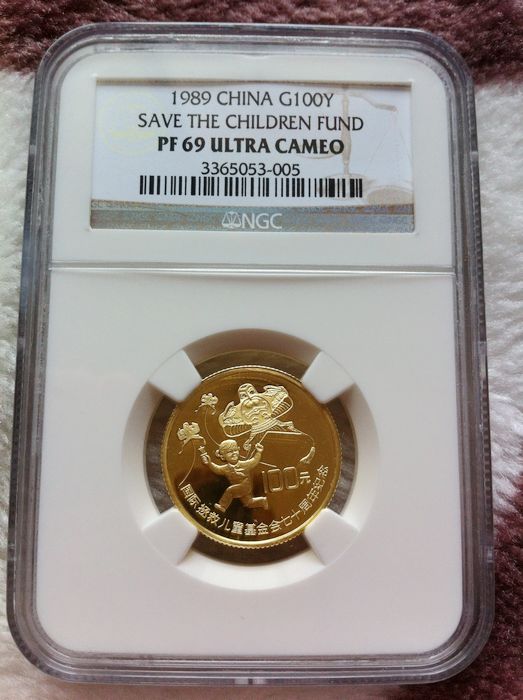 1989 CHINA G100Y
SAVE THE CHILDREN FUND
PF 69 ULTRA CAMEO
3365053-005
NGC
100元
国际拯救儿童基金会七十周年纪念